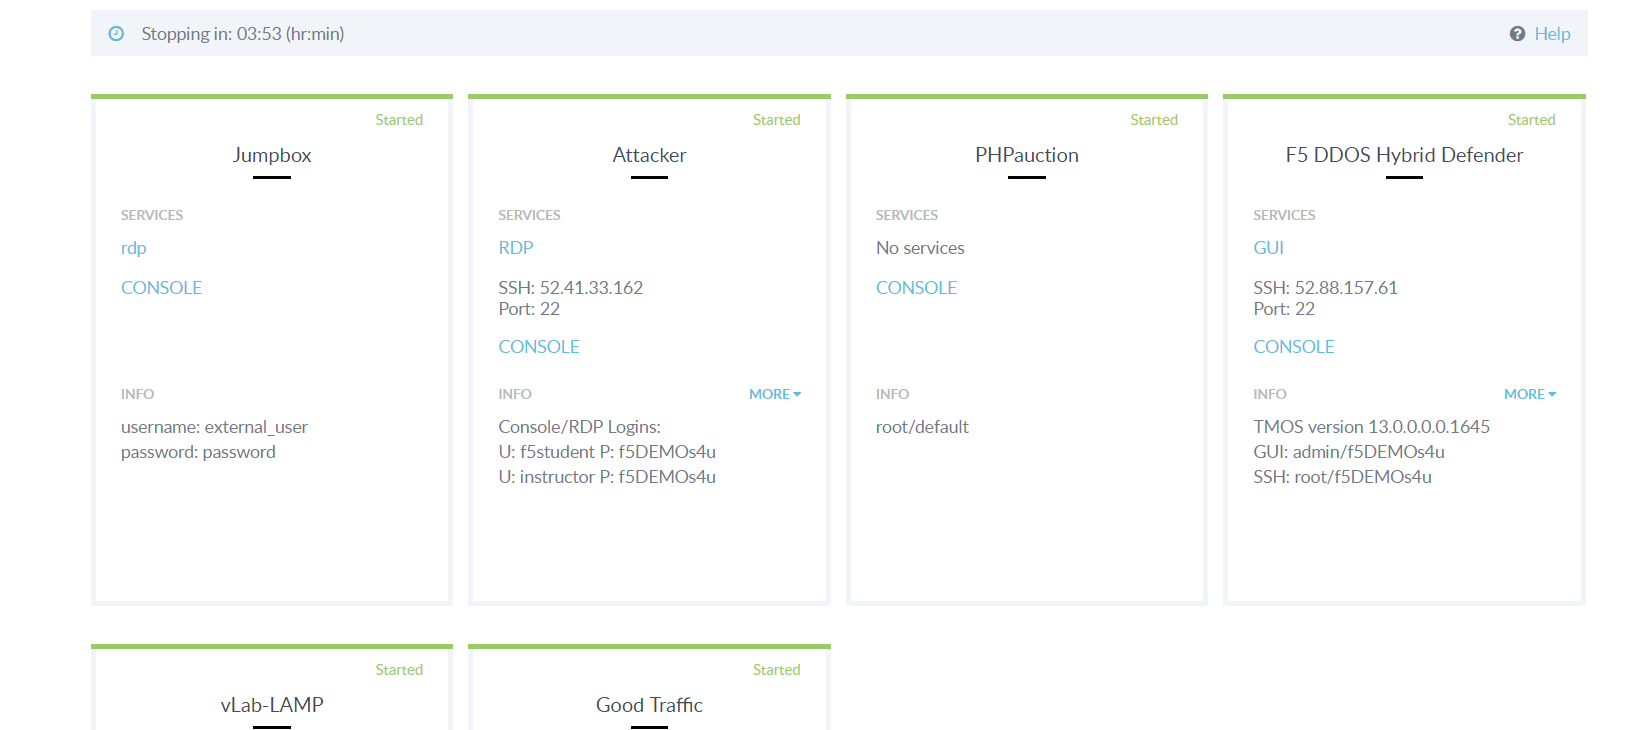 Stopping in: 03:53 (hr:min)
Help
Started
Jumpbox
SERVICES
rdp
CONSOLE
INFO
username: external_user
password: password
Started
Attacker
SERVICES
RDP
SSH: 52.41.33.162
Port: 22
CONSOLE
INFO
MORE
Console/RDP Logins:
U: f5student P: f5DEMOs4u
U: instructor P: f5DEMOs4u
Started
PHPauction
SERVICES
No services
CONSOLE
INFO
root/default
Started
F5 DDOS Hybrid Defender
SERVICES
GUI
SSH: 52.88.157.61
Port: 22
CONSOLE
INFO
MORE
TMOS version 13.0.0.0.0.1645
GUI: admin/f5DEMOs4u
SSH: root/f5DEMOs4u
Started
vLab-LAMP
Started
Good Traffic